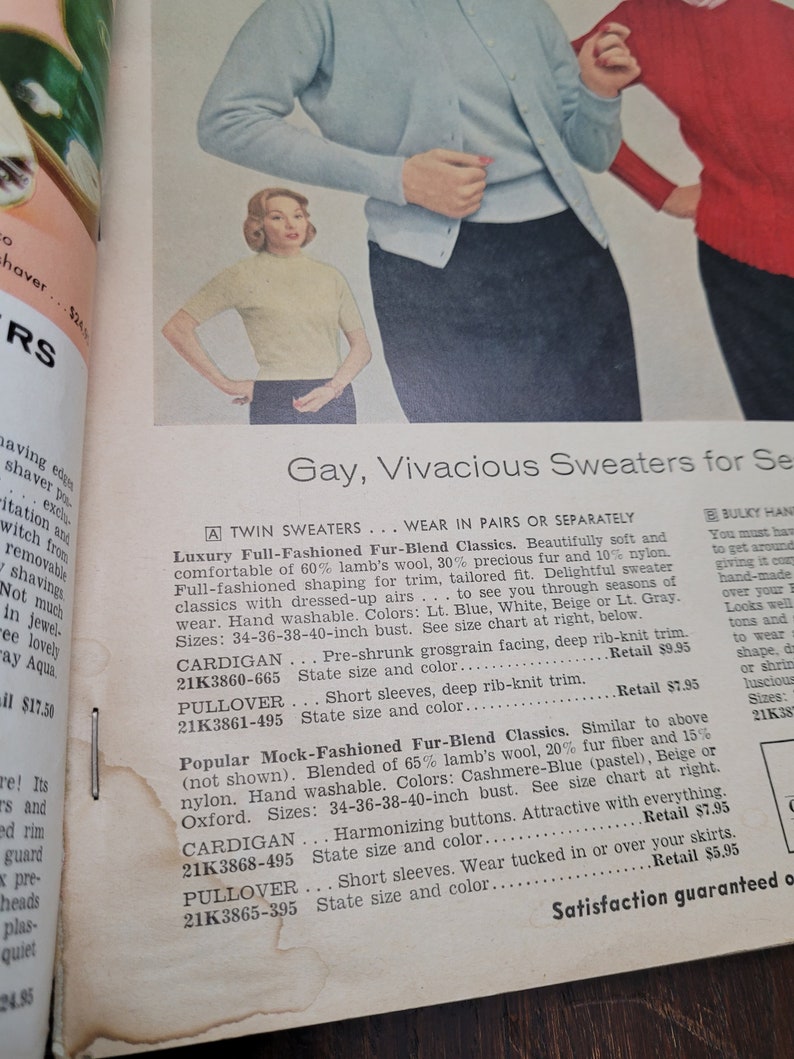 to
shaver . . . $24.95
ERS
having edges
shaver pos-
. . . . exclu-
itation and
witch from
removable
shavings.
Not much
in jewel-
ree lovely
ray Aqua.
il $17.50
re! Its
rs and
ed rim
guard
x pre-
heads
plas-
quiet
24.95
Gay, Vivacious Sweaters for Se
A TWIN SWEATERS . . . WEAR IN PAIRS OR SEPARATELY
Luxury Full-Fashioned Fur-Blend Classics. Beautifully soft and
comfortable of 60% lamb's wool, 30% precious fur and 10% nylon.
Full-fashioned shaping for trim, tailored fit. Delightful sweater
classics with dressed-up airs . . . to see you through seasons of
wear. Hand washable. Colors: Lt. Blue, White, Beige or Lt. Gray.
Sizes: 34-36-38-40-inch bust. See size chart at right, below.
CARDIGAN . . . Pre-shrunk grosgrain facing, deep rib-knit trim.
21K3860-665 State size and color....................Retail $9.95
PULLOVER . . . Short sleeves, deep rib-knit trim.
21K3861-495 State size and color....................Retail $7.95
Popular Mock-Fashioned Fur-Blend Classics. Similar to above
(not shown). Blended of 65% lamb's wool, 20% fur fiber and 15%
nylon. Hand washable. Colors: Cashmere-Blue (pastel), Beige or
Oxford. Sizes: 34-36-38-40-inch bust. See size chart at right.
CARDIGAN . . . Harmonizing buttons. Attractive with everything.
21K3868-495 State size and color....................Retail $7.95
PULLOVER . . . Short sleeves. Wear tucked in or over your skirts.
21K3865-395 State size and color....................Retail $5.95
Satisfaction guaranteed o
B BULKY HAN
You must hav
to get around
giving it cozy
hand-made
over your
Looks well
tons and
to wear
shape, d
or shrin
luscious
Sizes:
21K38